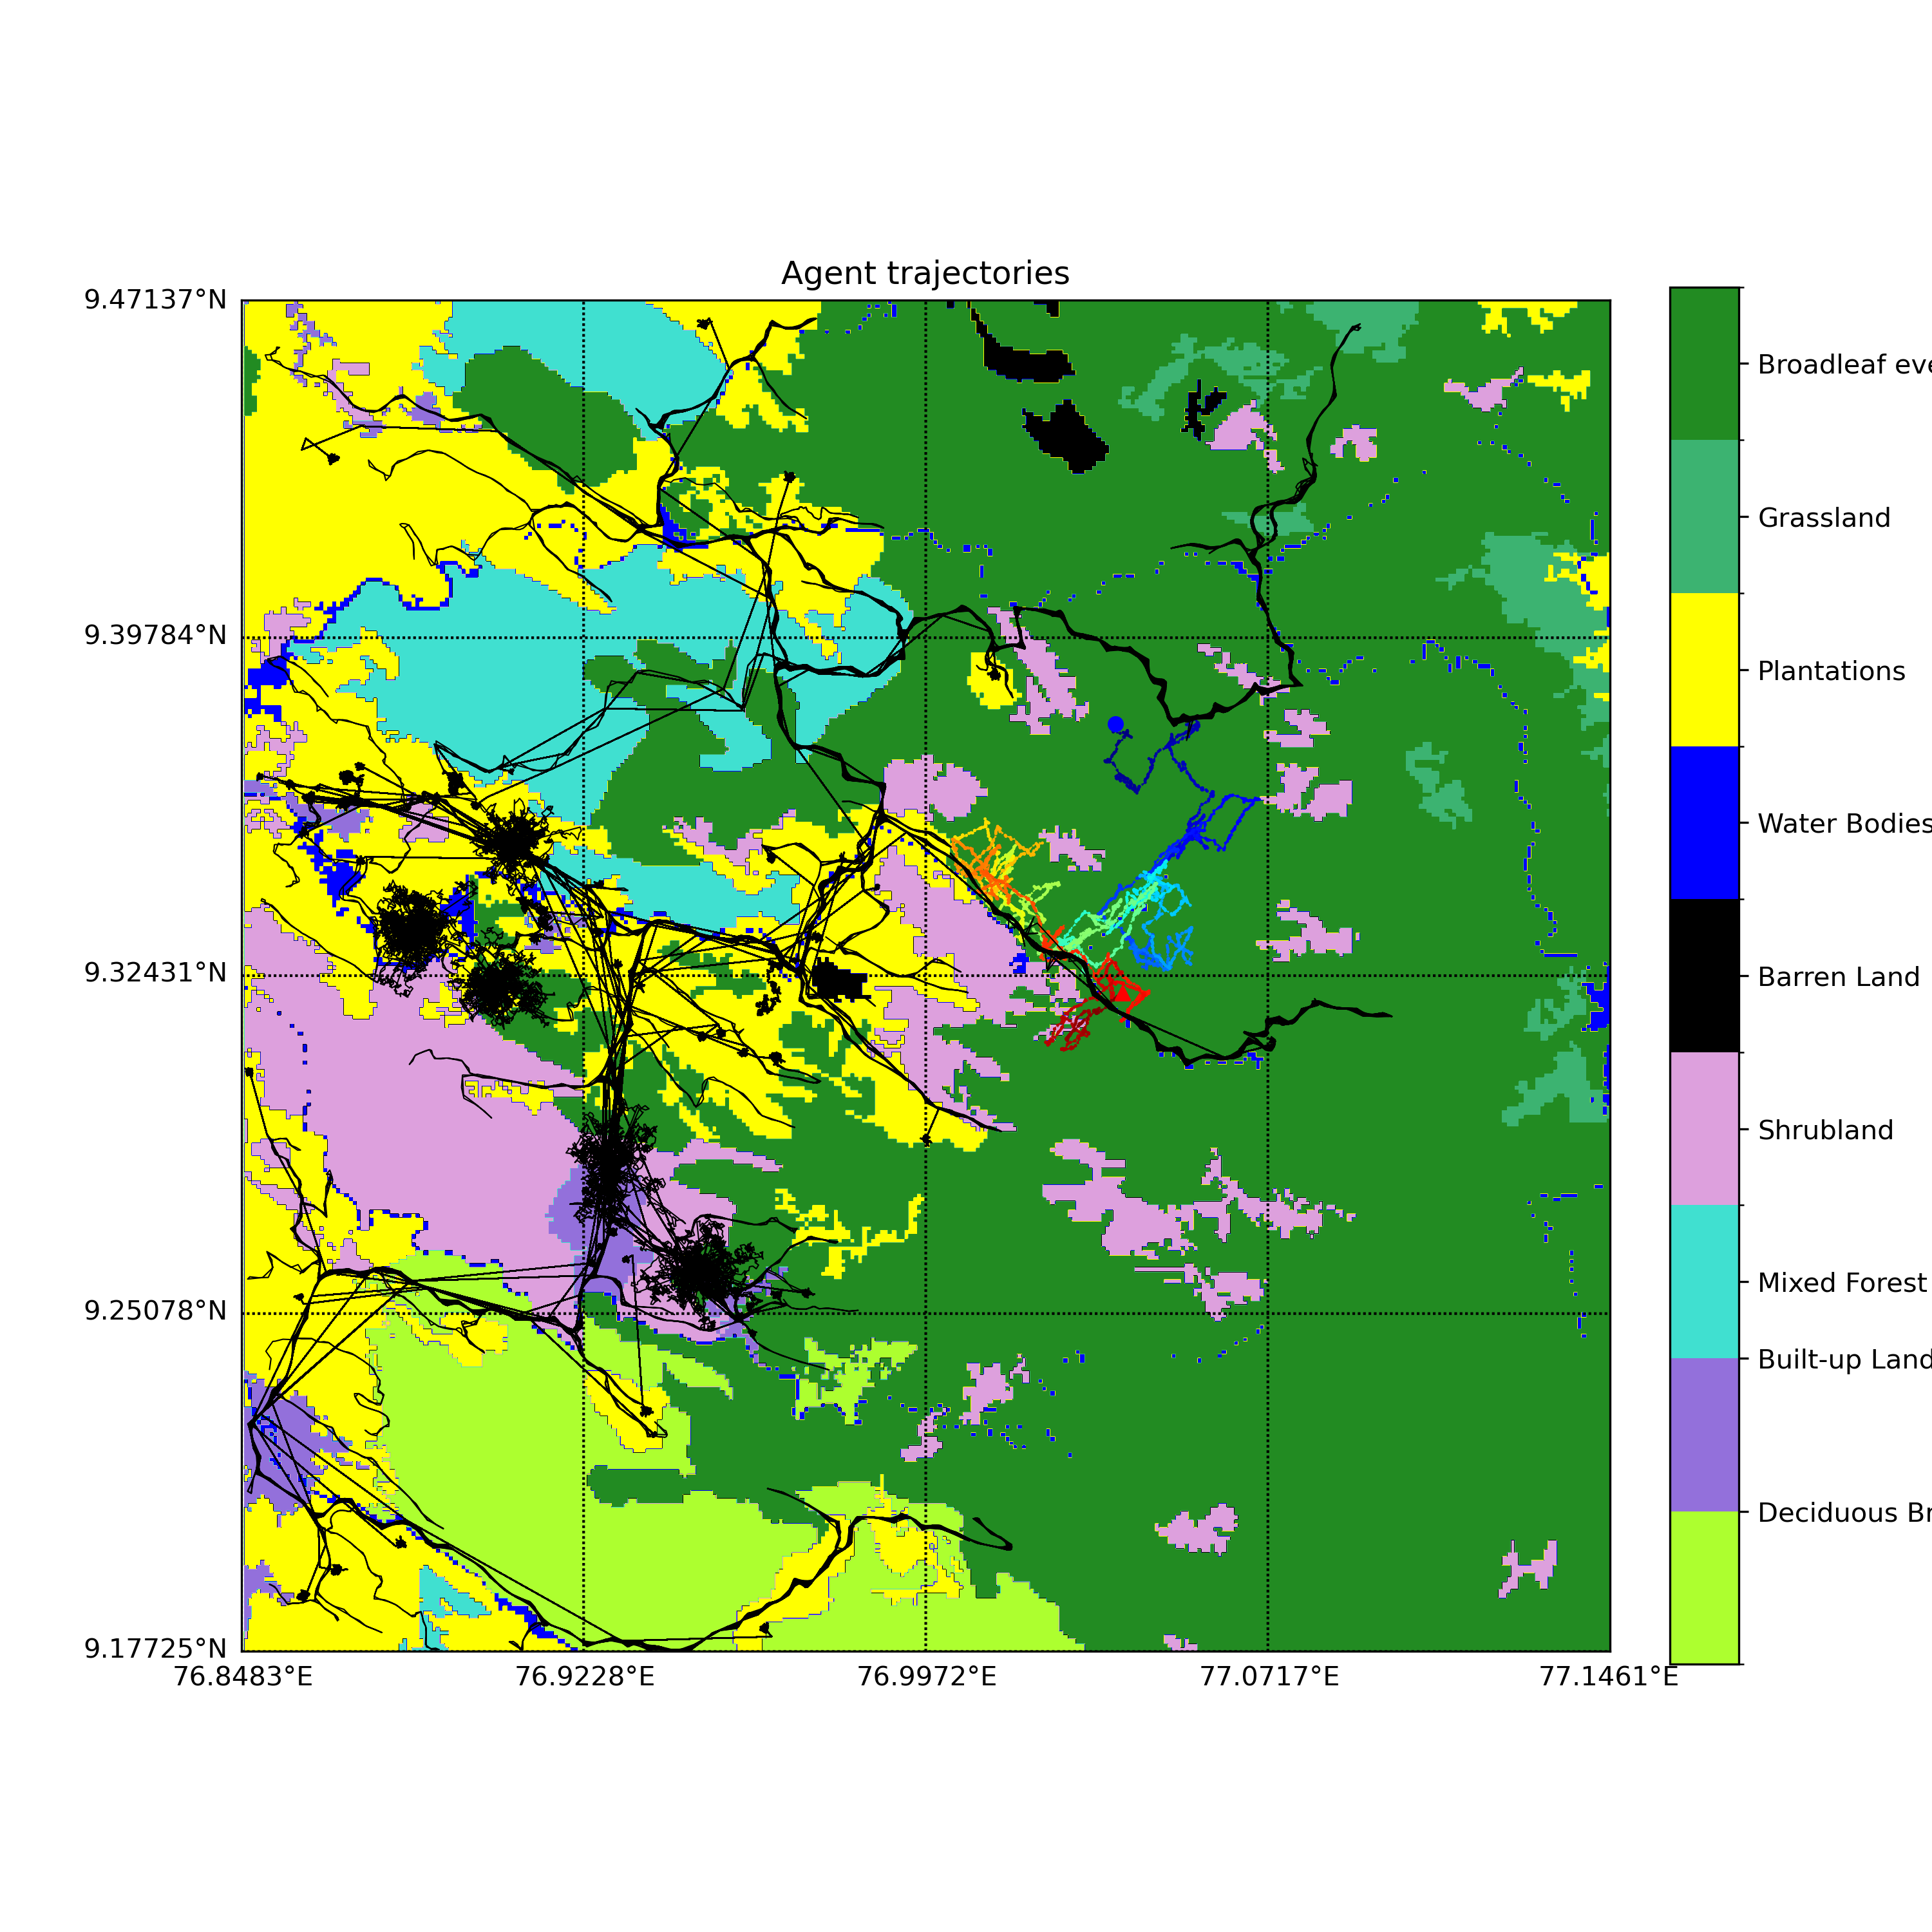 Agent trajectories
9.47137°N
9.39784°N
9.32431°N
9.25078°N
9.17725°N
76.8483°E
76.9228°E
76.9972°E
77.0717°E
77.1461°E
Broadleaf eve
Grassland
Plantations
Water Bodies
Barren Land
Shrubland
Mixed Forest
Built-up Land
Deciduous Br